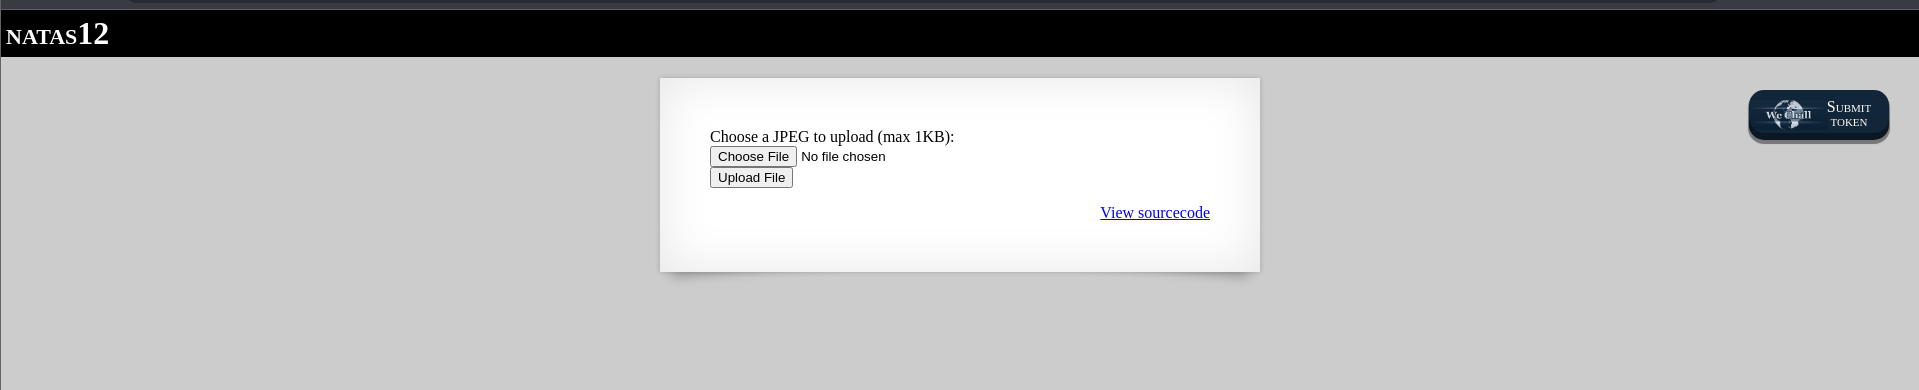 NATAS12
Choose a JPEG to upload (max 1KB):
Choose File No file chosen
Upload File
View sourcecode
We Chall
SUBMIT
TOKEN